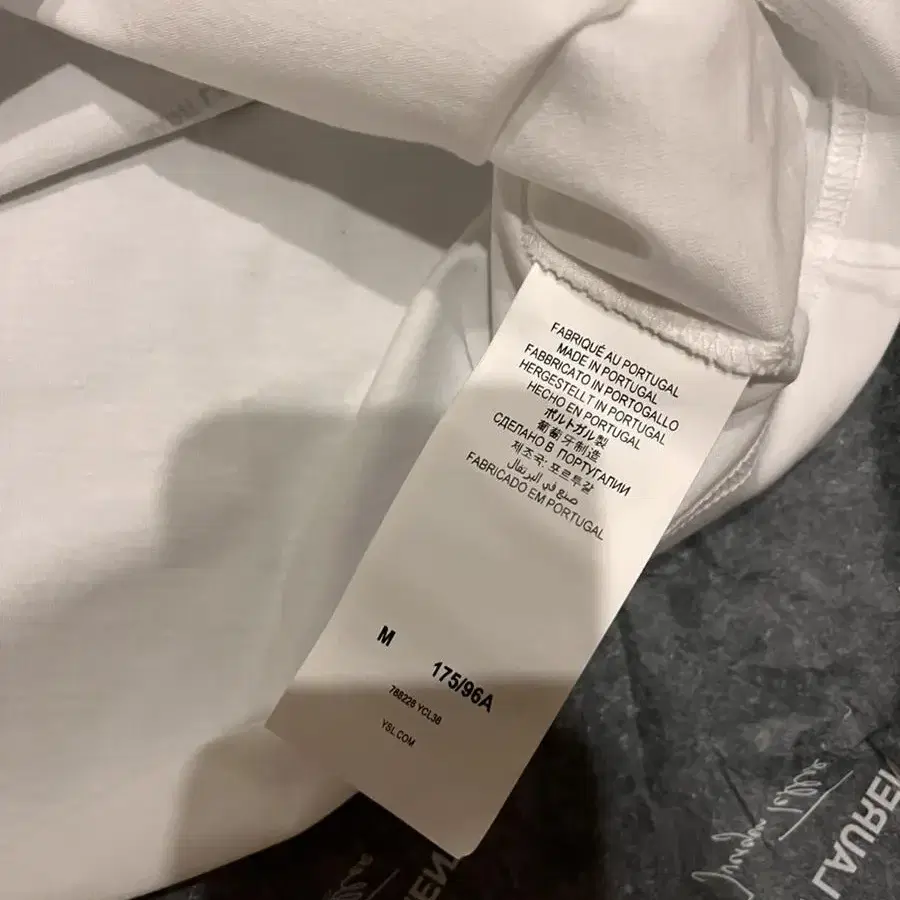 FABRIQUÉ AU PORTUGAL
MADE IN PORTUGAL
FABBRICATO IN PORTOGALLO
HERGESTELLT IN PORTUGAL
HECHO EN PORTUGAL
ポルトガル製
葡萄牙制造
СДЕЛАНО В ПОРТУГАЛИИ
제조국: 포르투갈
صنع في البرتغال
FABRICADO EM PORTUGAL
M
175/96A
788226 YCL36
YSL.COM